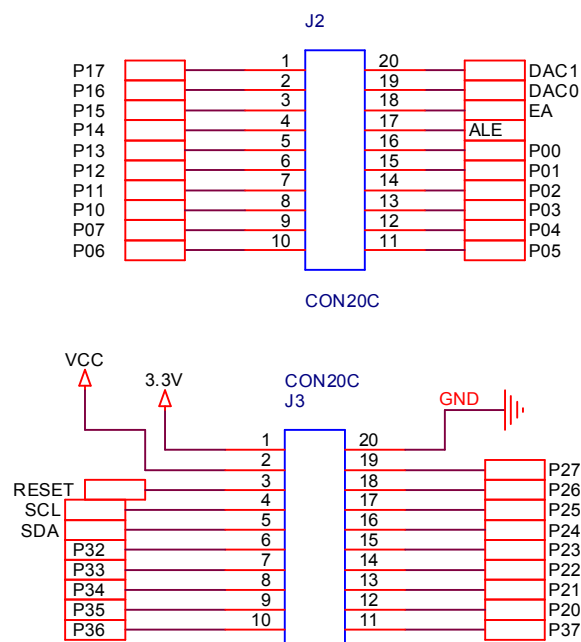 J2
P17 1 20 DAC1
P16 2 19 DAC0
P15 3 18 EA
P14 4 17 ALE
P13 5 16 P00
P12 6 15 P01
P11 7 14 P02
P10 8 13 P03
P07 9 12 P04
P06 10 11 P05
CON20C
VCC
3.3V
CON20C
J3
GND
1 20
2 19 P27
RESET 3 18 P26
SCL 4 17 P25
SDA 5 16 P24
P32 6 15 P23
P33 7 14 P22
P34 8 13 P21
P35 9 12 P20
P36 10 11 P37